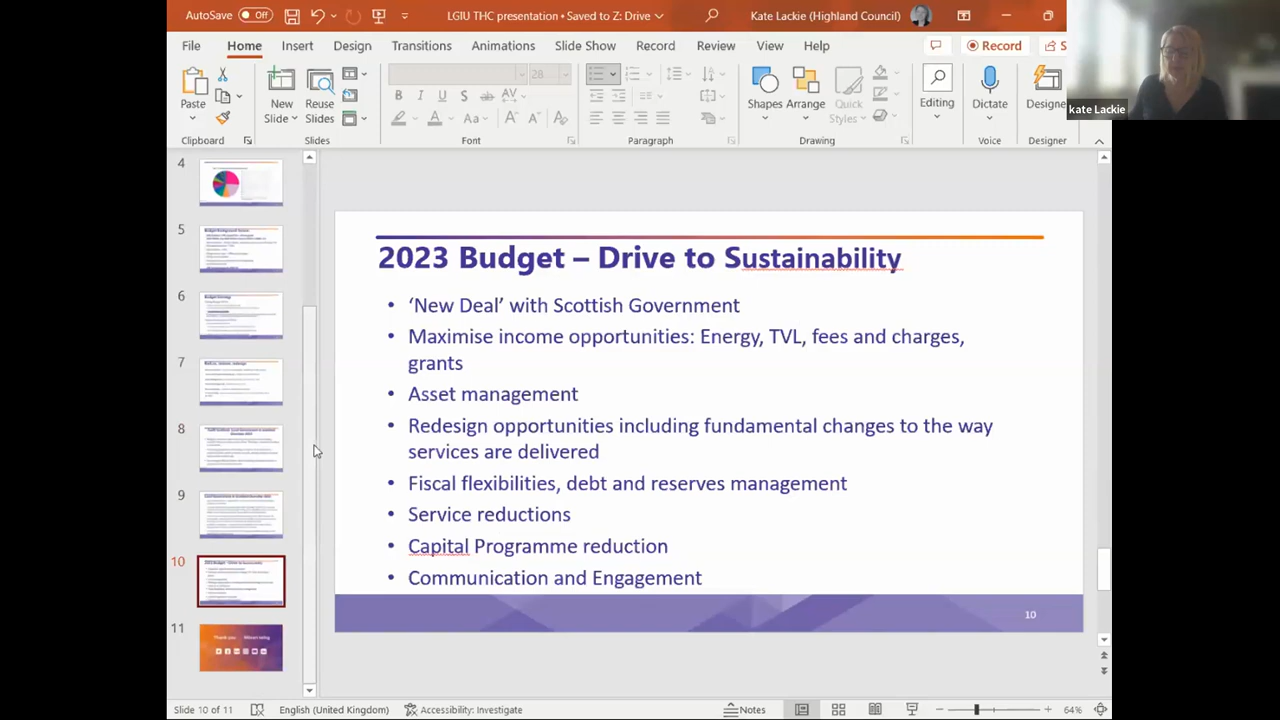 AutoSave Off LGIU THC presentation • Saved to Z: Drive Kate Lackie (Highland Council)
File Home Insert Design Transitions Animations Slide Show Record Review View Help Record S
28
Paste New Slide Reuse Slides Shapes Arrange Quick Styles Editing Dictate Designe
kate Lackie
Clipboard Slides Font Paragraph Drawing Voice Designer
4
5
6
7
8
9
10
11
2023 Budget – Drive to Sustainability
• ‘New Deal’ with Scottish Government
• Maximise income opportunities: Energy, TVL, fees and charges,
grants
• Asset management
• Redesign opportunities including fundamental changes to the way
services are delivered
• Fiscal flexibilities, debt and reserves management
• Service reductions
• Capital Programme reduction
• Communication and Engagement
10
Thank you
Slide 10 of 11 English (United Kingdom) Accessibility: Investigate Notes 64%